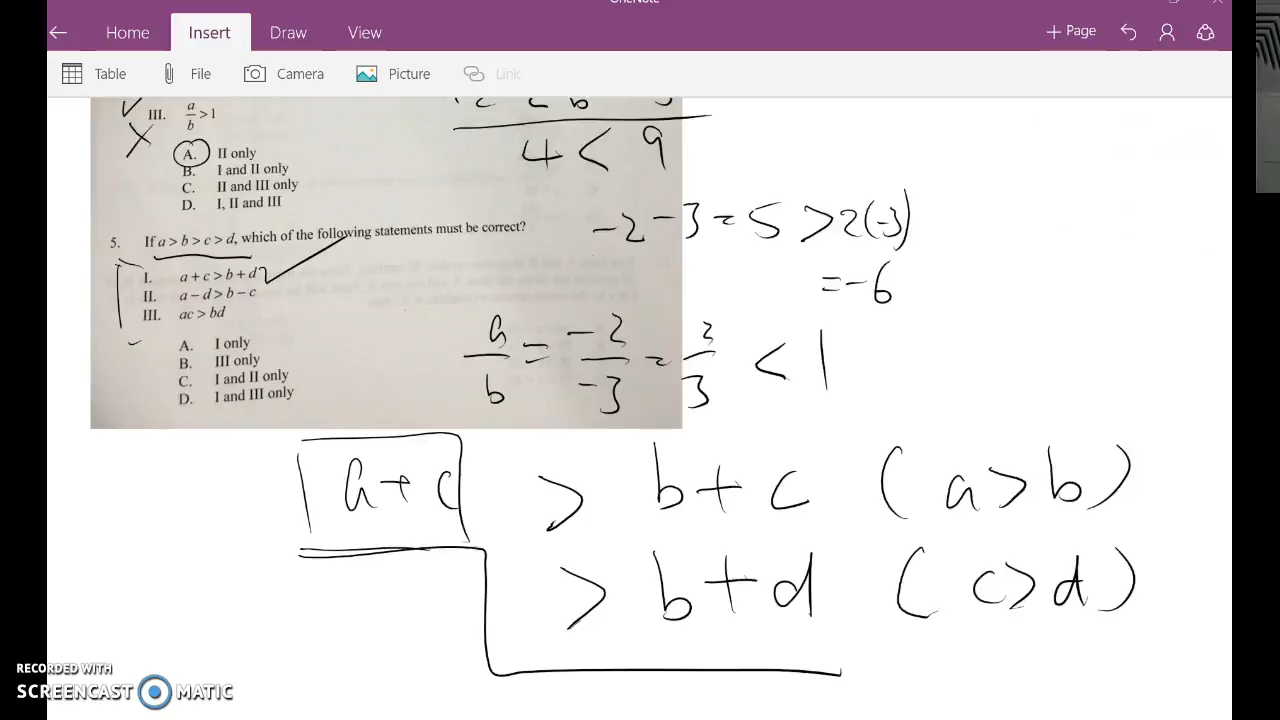 OneNote
Home Insert Draw View + Page
Table File Camera Picture Link
III. a/b > 1
A. II only
B. I and II only
C. II and III only
D. I, II and III
4 < 9
-2 - 3 = 5 > 2(-3)
= -6
5. If a > b > c > d, which of the following statements must be correct?
I. a + c > b + d
II. a − d > b − c
III. ac > bd
A. I only
B. III only
C. I and II only
D. I and III only
a/b = -2/-3 = 2/3 < 1
a + c > b + c (a > b)
> b + d (c > d)
RECORDED WITH
SCREENCAST MATIC